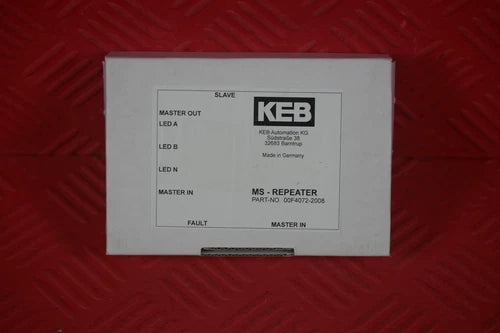 SLAVE
MASTER OUT
LED A
LED B
LED N
MASTER IN
KEB
KEB Automation KG
Südstraße 38
32683 Barntrup
Made in Germany
MS - REPEATER
PART-NO. 00F4072-2008
FAULT
MASTER IN